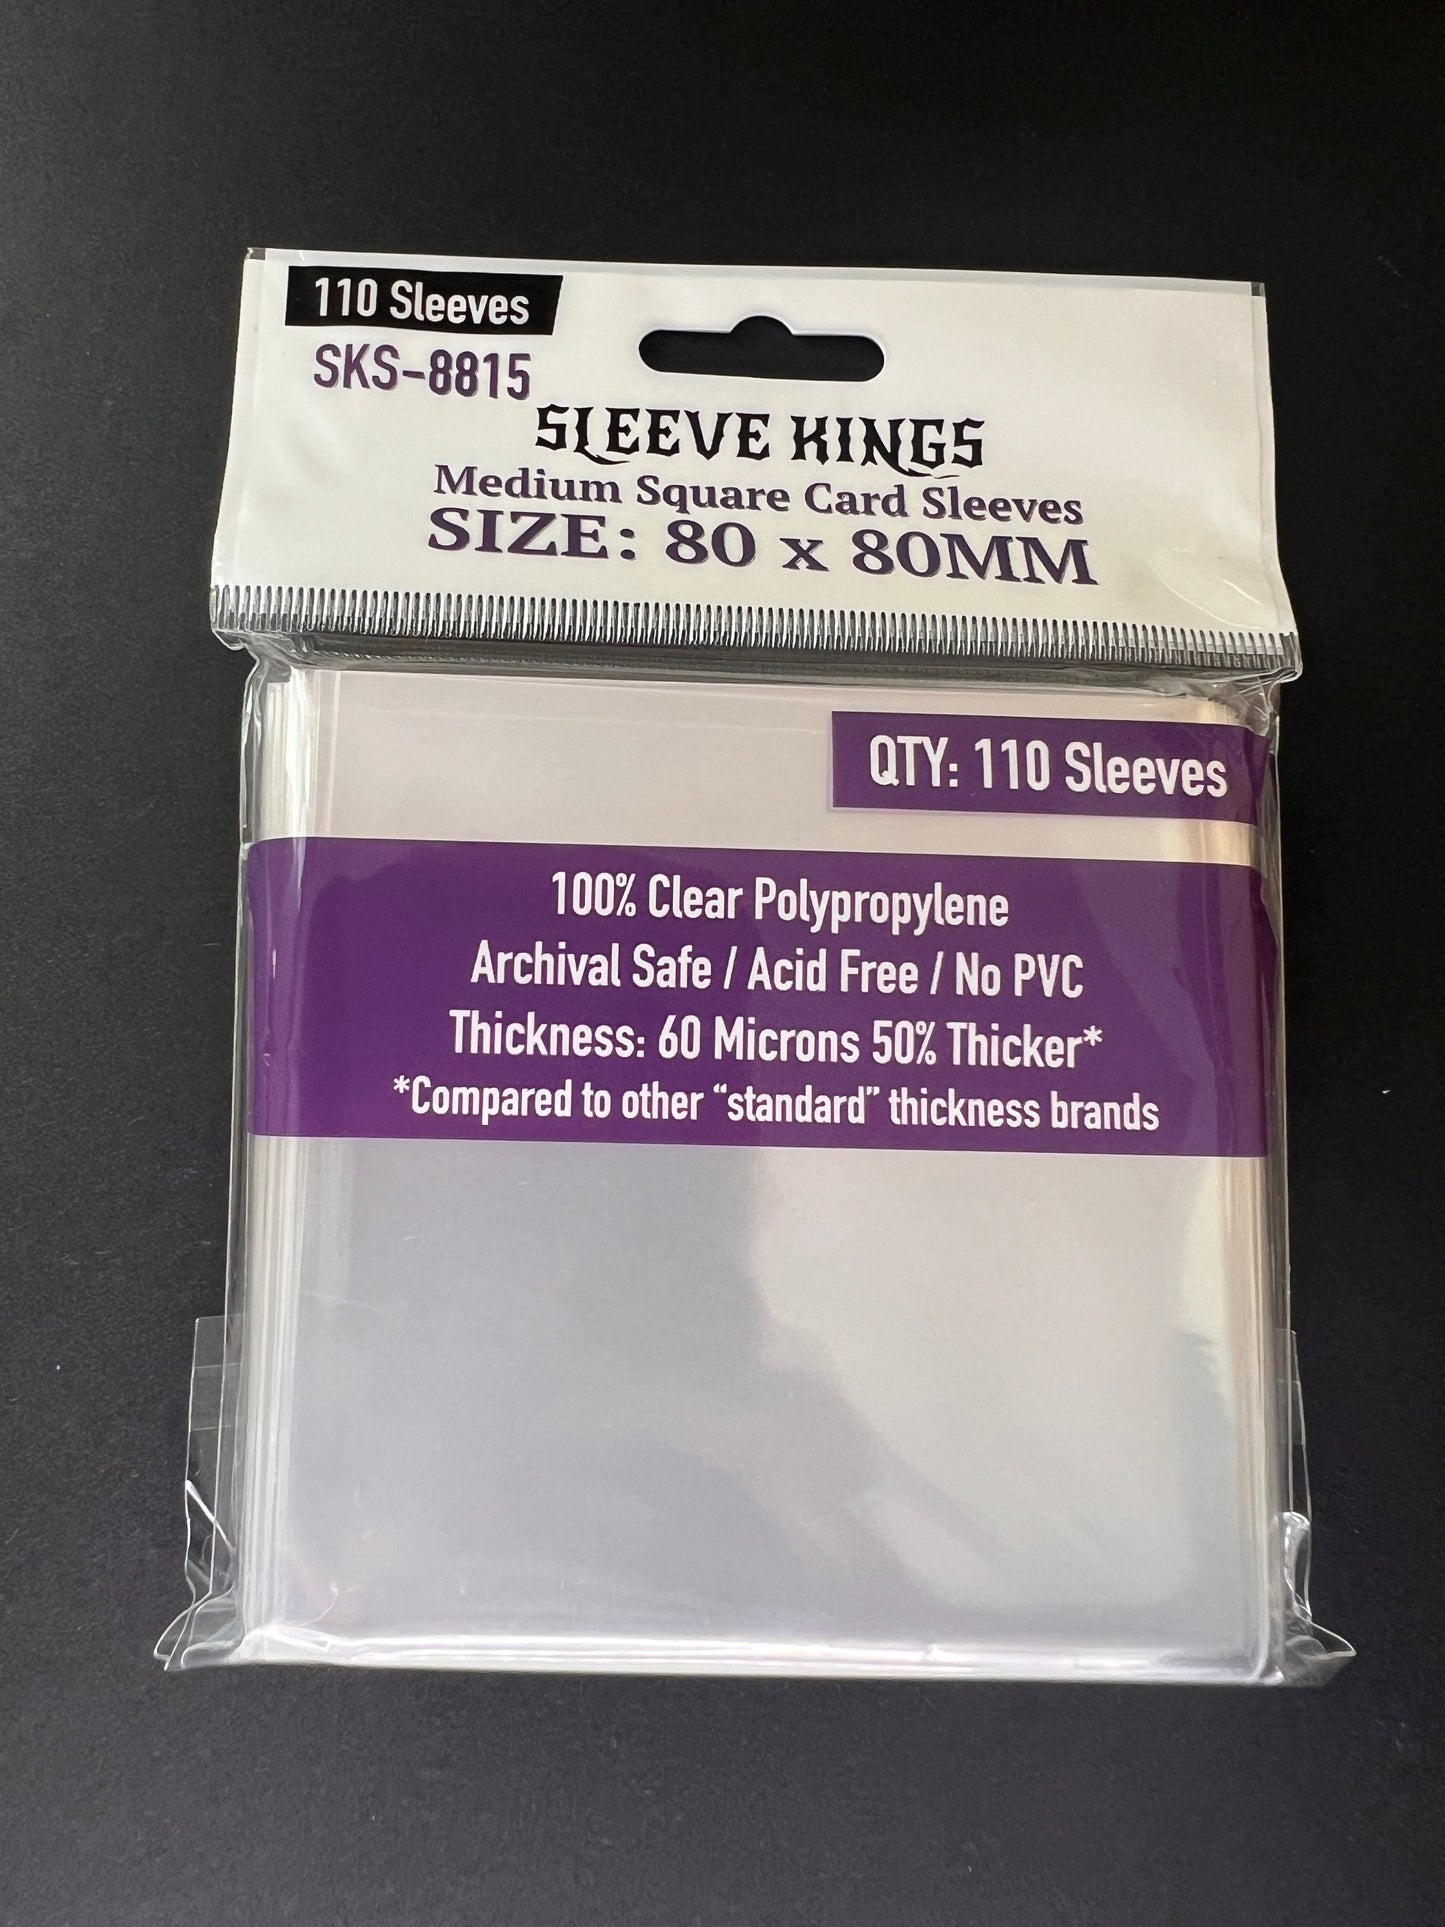 110 Sleeves
SKS-8815
SLEEVE KINGS
Medium Square Card Sleeves
SIZE: 80 x 80MM
QTY: 110 Sleeves
100% Clear Polypropylene
Archival Safe / Acid Free / No PVC
Thickness: 60 Microns 50% Thicker*
*Compared to other “standard” thickness brands